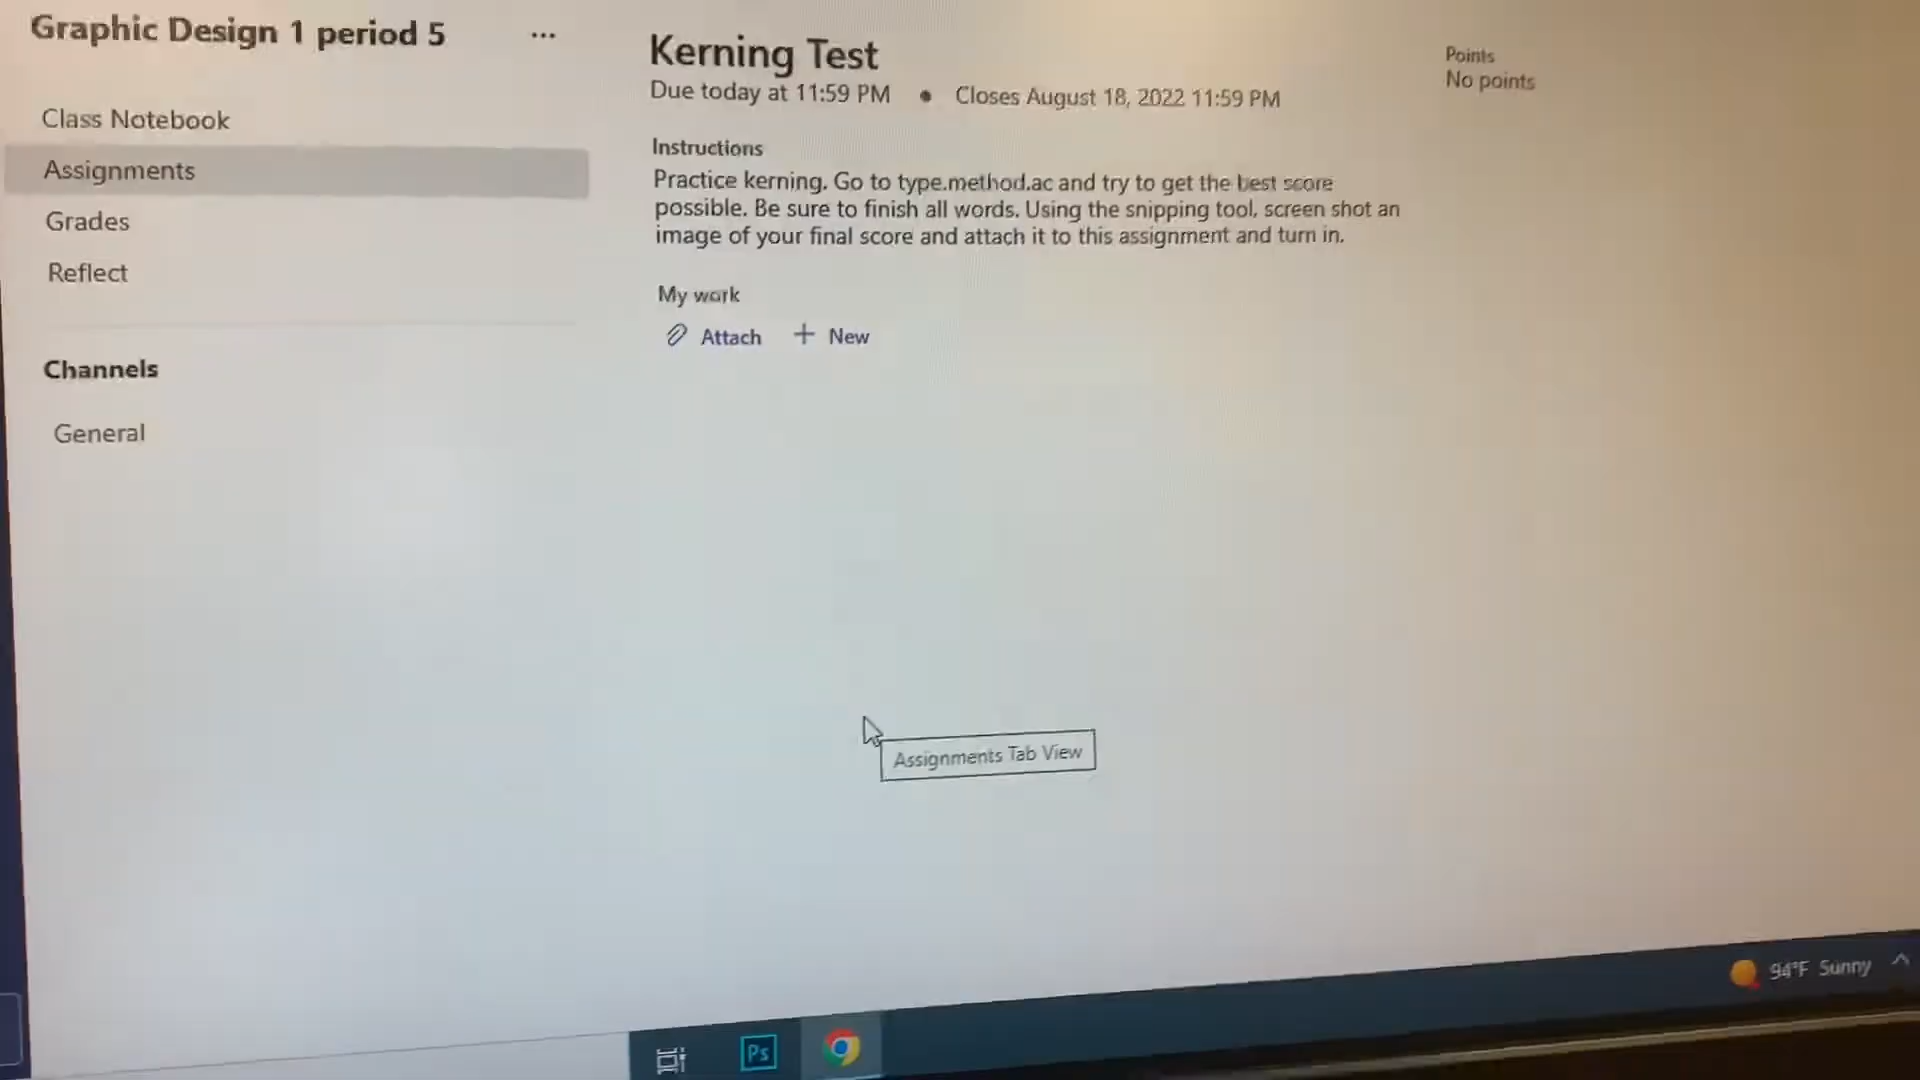 Graphic Design 1 period 5 ...
Class Notebook
Assignments
Grades
Reflect
Channels
General
Kerning Test
Due today at 11:59 PM • Closes August 18, 2022 11:59 PM
Points
No points
Instructions
Practice kerning. Go to type.method.ac and try to get the best score
possible. Be sure to finish all words. Using the snipping tool, screen shot an
image of your final score and attach it to this assignment and turn in.
My work
Attach + New
Assignments Tab View
94°F Sunny
Ps